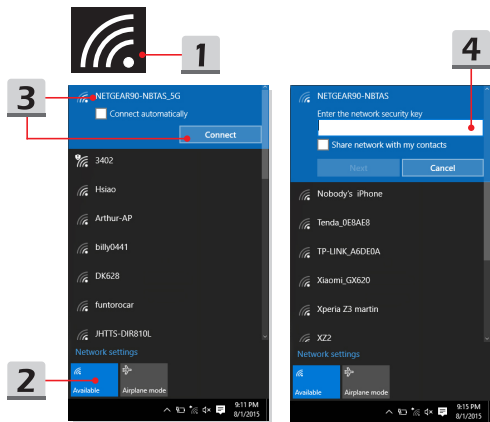 1
3
NETGEAR90-NBTAS_5G
Connect automatically
Connect
3402
Hsiao
Arthur-AP
billy0441
DK628
funtorocar
JHTTS-DIR810L
Network settings
2
Available
Airplane mode
9:11 PM
8/1/2015
4
NETGEAR90-NBTAS
Enter the network security key
Share network with my contacts
Next
Cancel
Nobody's iPhone
Tenda_0E8AE8
TP-LINK_A6DE0A
Xiaomi_GX620
Xperia Z3 martin
XZ2
Network settings
Available
Airplane mode
9:15 PM
8/1/2015